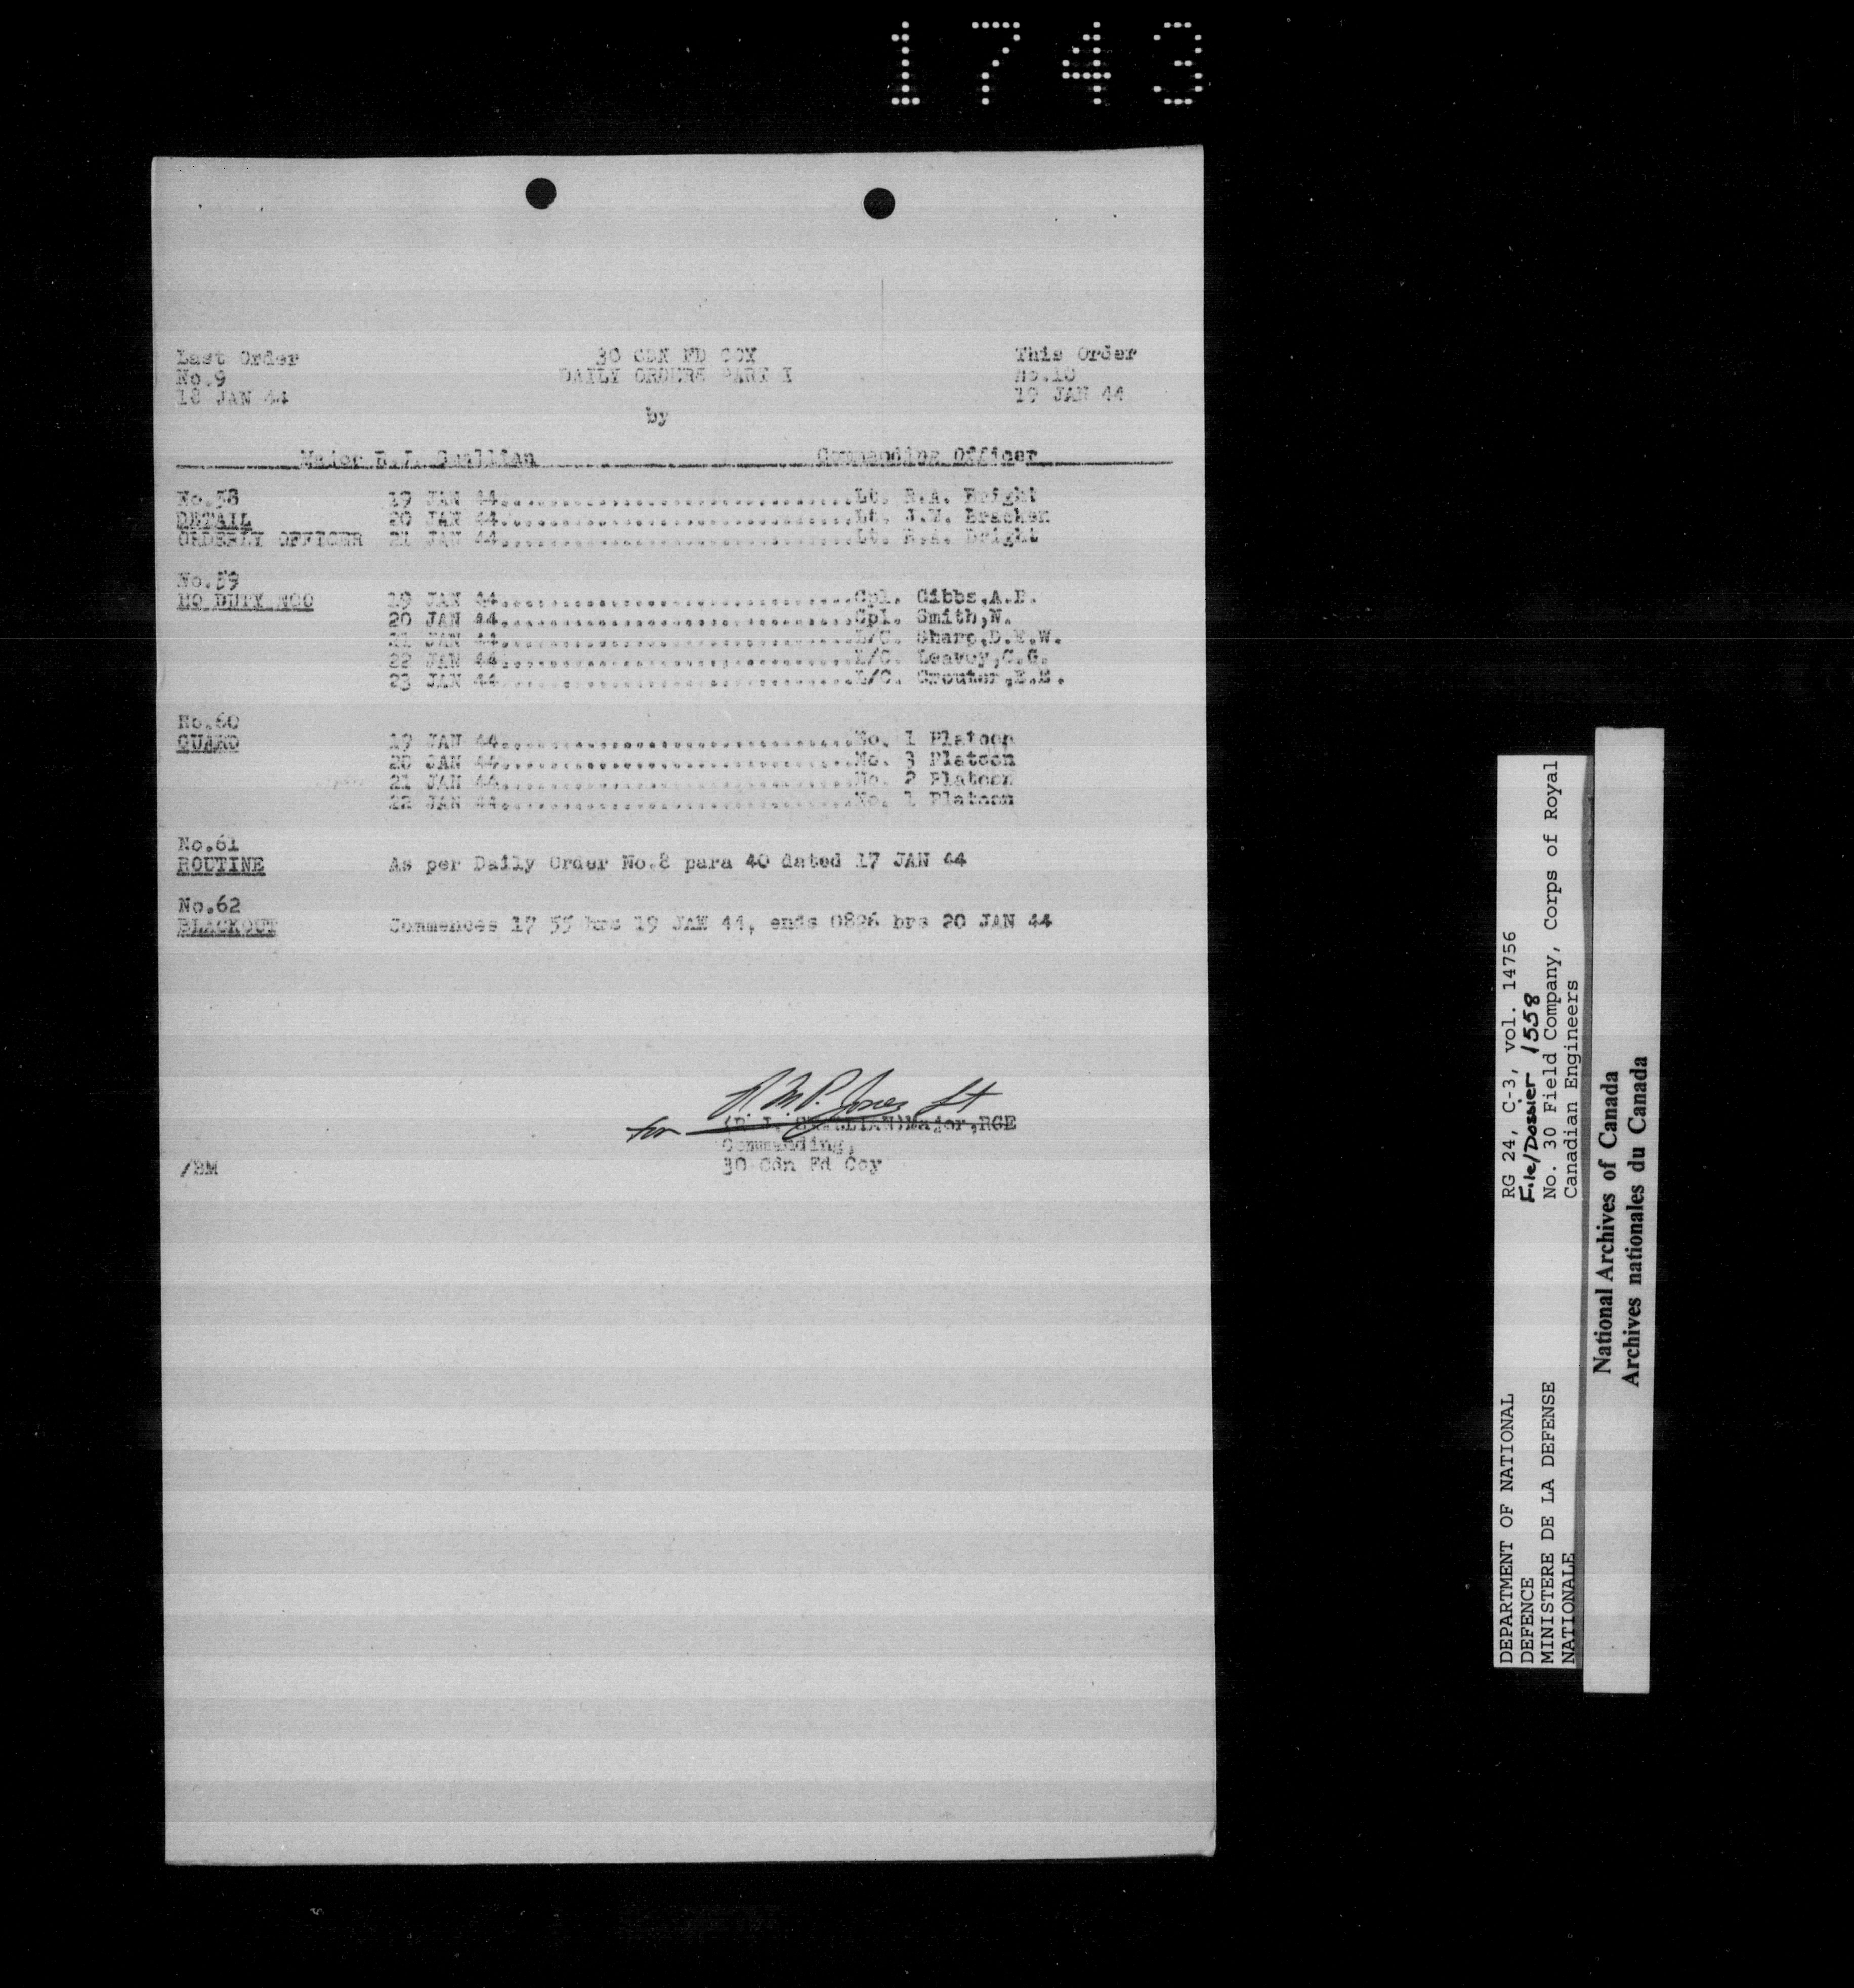 1743
Last Order
No.9
18 JAN 44
30 CDN FD COY
DAILY ORDERS PART I
by
This Order
No.10
19 JAN 44
Major R.J. Commanding Officer
No.58
DETAIL
ORDERLY OFFICER
19 JAN 44..............................Lt. R.A. Bright
20 JAN 44..............................Lt. J.V. Bracken
21 JAN 44..............................Lt. R.A. Bright
No.59
HQ DUTY NCO
19 JAN 44..............................Cpl. Gibbs,A.E.
20 JAN 44..............................Cpl. Smith,N.
21 JAN 44..............................L/C. Sharp,D.E.W.
22 JAN 44..............................L/C. Leavoy,C.G.
23 JAN 44..............................L/C. Crouter,E.E.
No.60
GUARD
19 JAN 44..............................No. 1 Platoon
20 JAN 44..............................No. 3 Platoon
21 JAN 44..............................No. 2 Platoon
22 JAN 44..............................No. 1 Platoon
No.61
ROUTINE As per Daily Order No.8 para 40 dated 17 JAN 44
No.62
BLACKOUT Commences 17 55 hrs 19 JAN 44, ends 0826 hrs 20 JAN 44
R M P. Jones Lt
for (R.J. Major,RCE
Commanding,
30 Cdn Fd Coy
/BM
DEPARTMENT OF NATIONAL
DEFENCE
MINISTERE DE LA DEFENSE
NATIONALE
RG 24, C-3, vol. 14756
File/Dossier 1558
No. 30 Field Company, Corps of Royal
Canadian Engineers
National Archives of Canada
Archives nationales du Canada